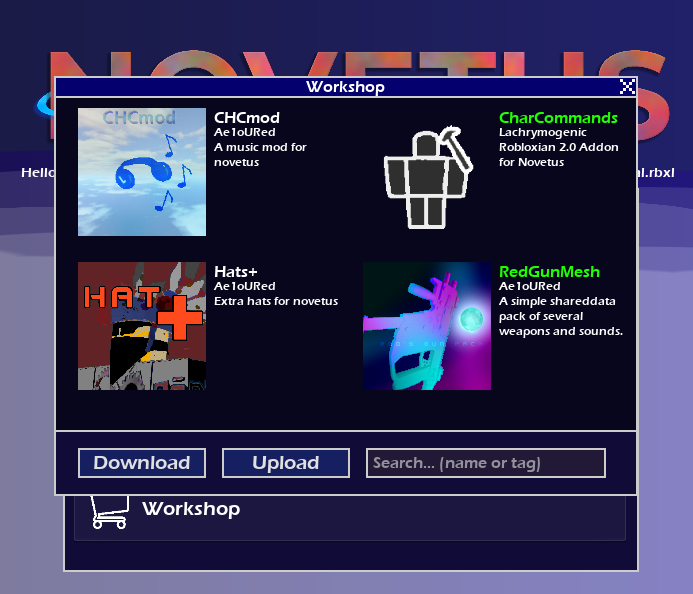 NOVETUS
Workshop
Hello
al.rbxl
CHCmod
CHCmod
Ae1oURed
A music mod for
novetus
CharCommands
Lachrymogenic
Robloxian 2.0 Addon
for Novetus
HAT+
Hats+
Ae1oURed
Extra hats for novetus
RedGunMesh
Ae1oURed
A simple shareddata
pack of several
weapons and sounds.
Download
Upload
Search... (name or tag)
Workshop